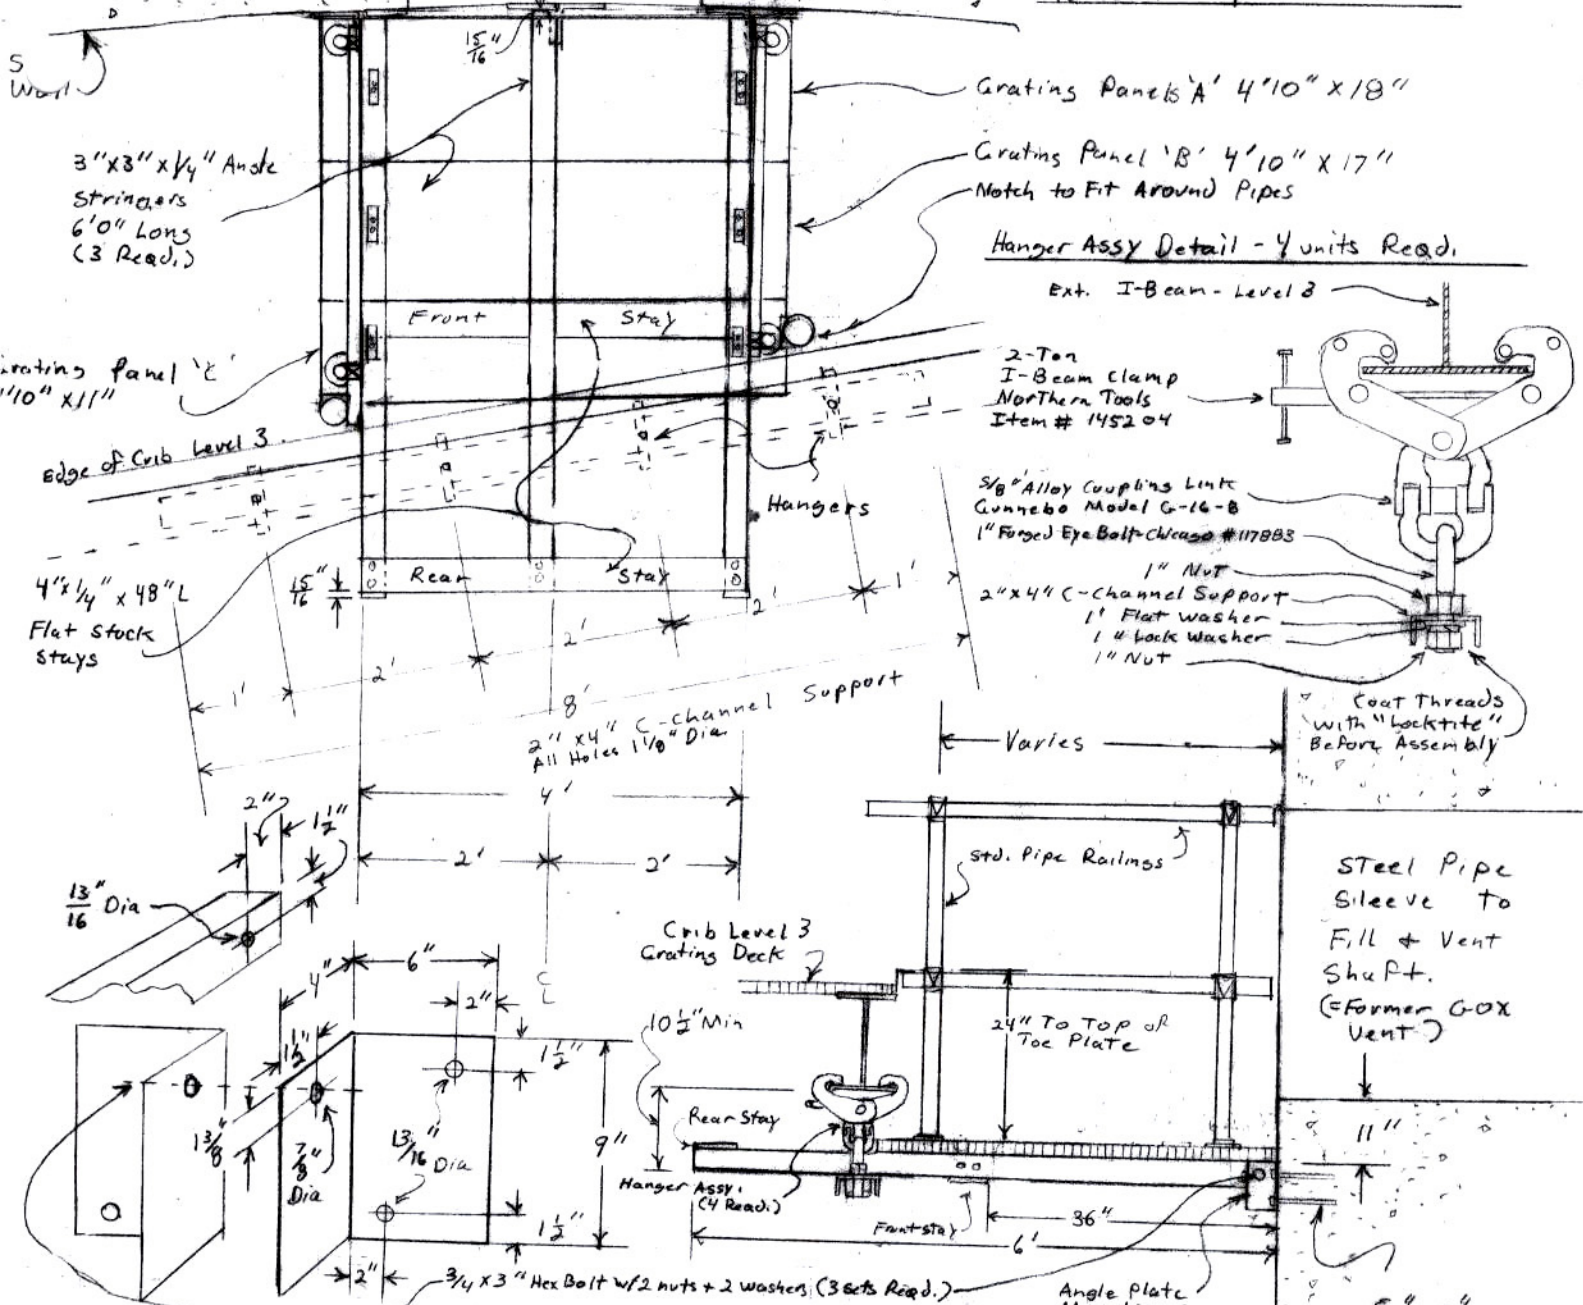 D
S
Wall
15/16"
Grating Panels 'A' 4'10" x 18"
3"x3"x1/4" Angle
Stringers
6'0" Long
(3 Reqd.)
Grating Panel 'B' 4'10" x 17"
Notch to Fit Around Pipes
Hanger Assy Detail - 4 units Reqd.
Ext. I-Beam - Level 3
Front Stay
Grating Panel 'C'
'10" x 11"
2-Ton
I-Beam Clamp
Northern Tools
Item # 145204
Edge of Crib Level 3
Hangers
5/8" Alloy Coupling Link
Gunnebo Model G-16-8
1" Forged Eye Bolt-Chicago #117883
1" Nut
2"x4" C-Channel Support
1' Flat Washer
1" Lock Washer
1" Nut
4"x1/4" x 48" L
Flat Stock
Stays
15/16"
Rear Stay
1'
2'
2'
2'
1'
8'
2" x4" C-Channel Support
All Holes 1 1/8" Dia.
Coat Threads
with "Locktite"
Before Assembly
Varies
4'
2'
2'
2"
1 1/2"
13/16" Dia
Std. Pipe Railings
Steel Pipe
Sleeve to
Fill & Vent
Shaft.
(=Former GOX
Vent)
Crib Level 3
Grating Deck
4"
6"
CL
2"
1 1/2"
10 1/2" Min
24" To Top of
Toe Plate
1 1/2"
1 3/8"
7/8"
Dia
13/16"
Dia
9"
1 1/2"
2"
Rear Stay
Hanger Assy.
(4 Reqd.)
Front stay
36"
6'
11"
3/4 x 3" Hex Bolt w/2 nuts + 2 washers (3 sets Reqd.)
Angle Plate